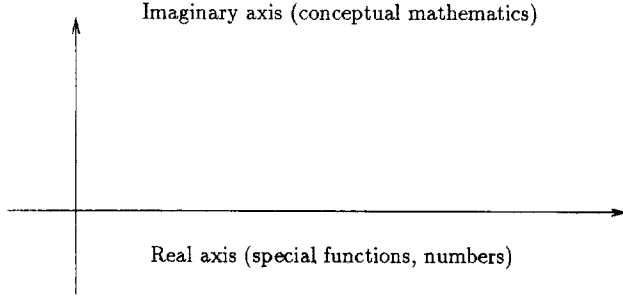 Imaginary axis (conceptual mathematics)
Real axis (special functions, numbers)